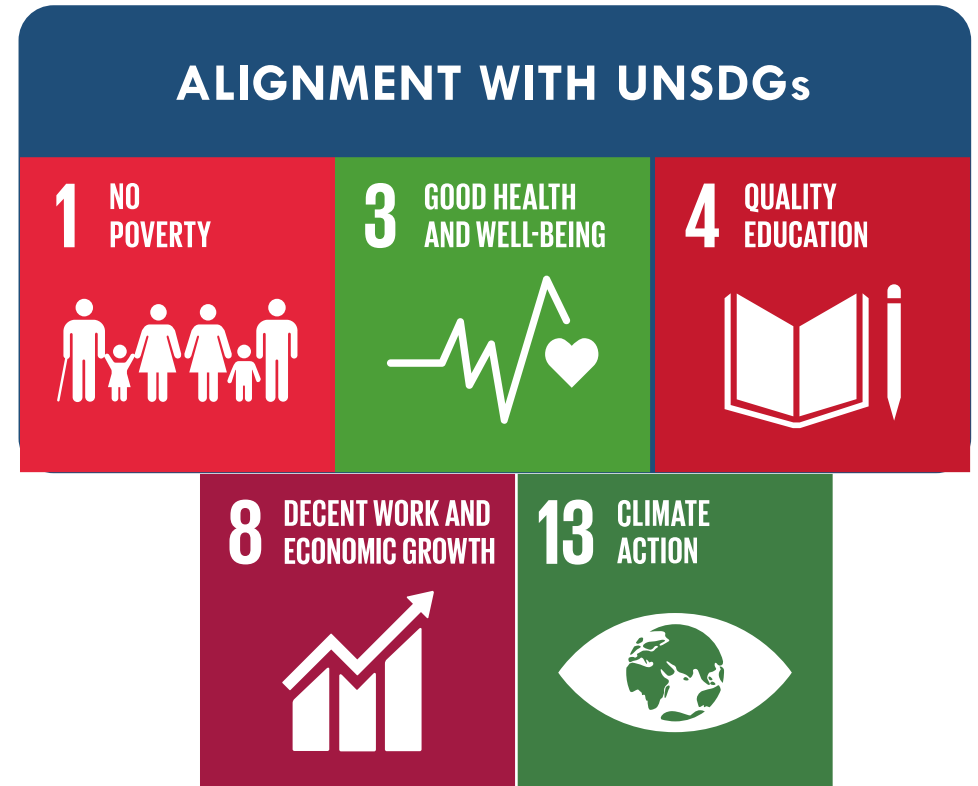 ALIGNMENT WITH UNSDGs
1 NO
POVERTY
3 GOOD HEALTH
AND WELL-BEING
4 QUALITY
EDUCATION
8 DECENT WORK AND
ECONOMIC GROWTH
13 CLIMATE
ACTION